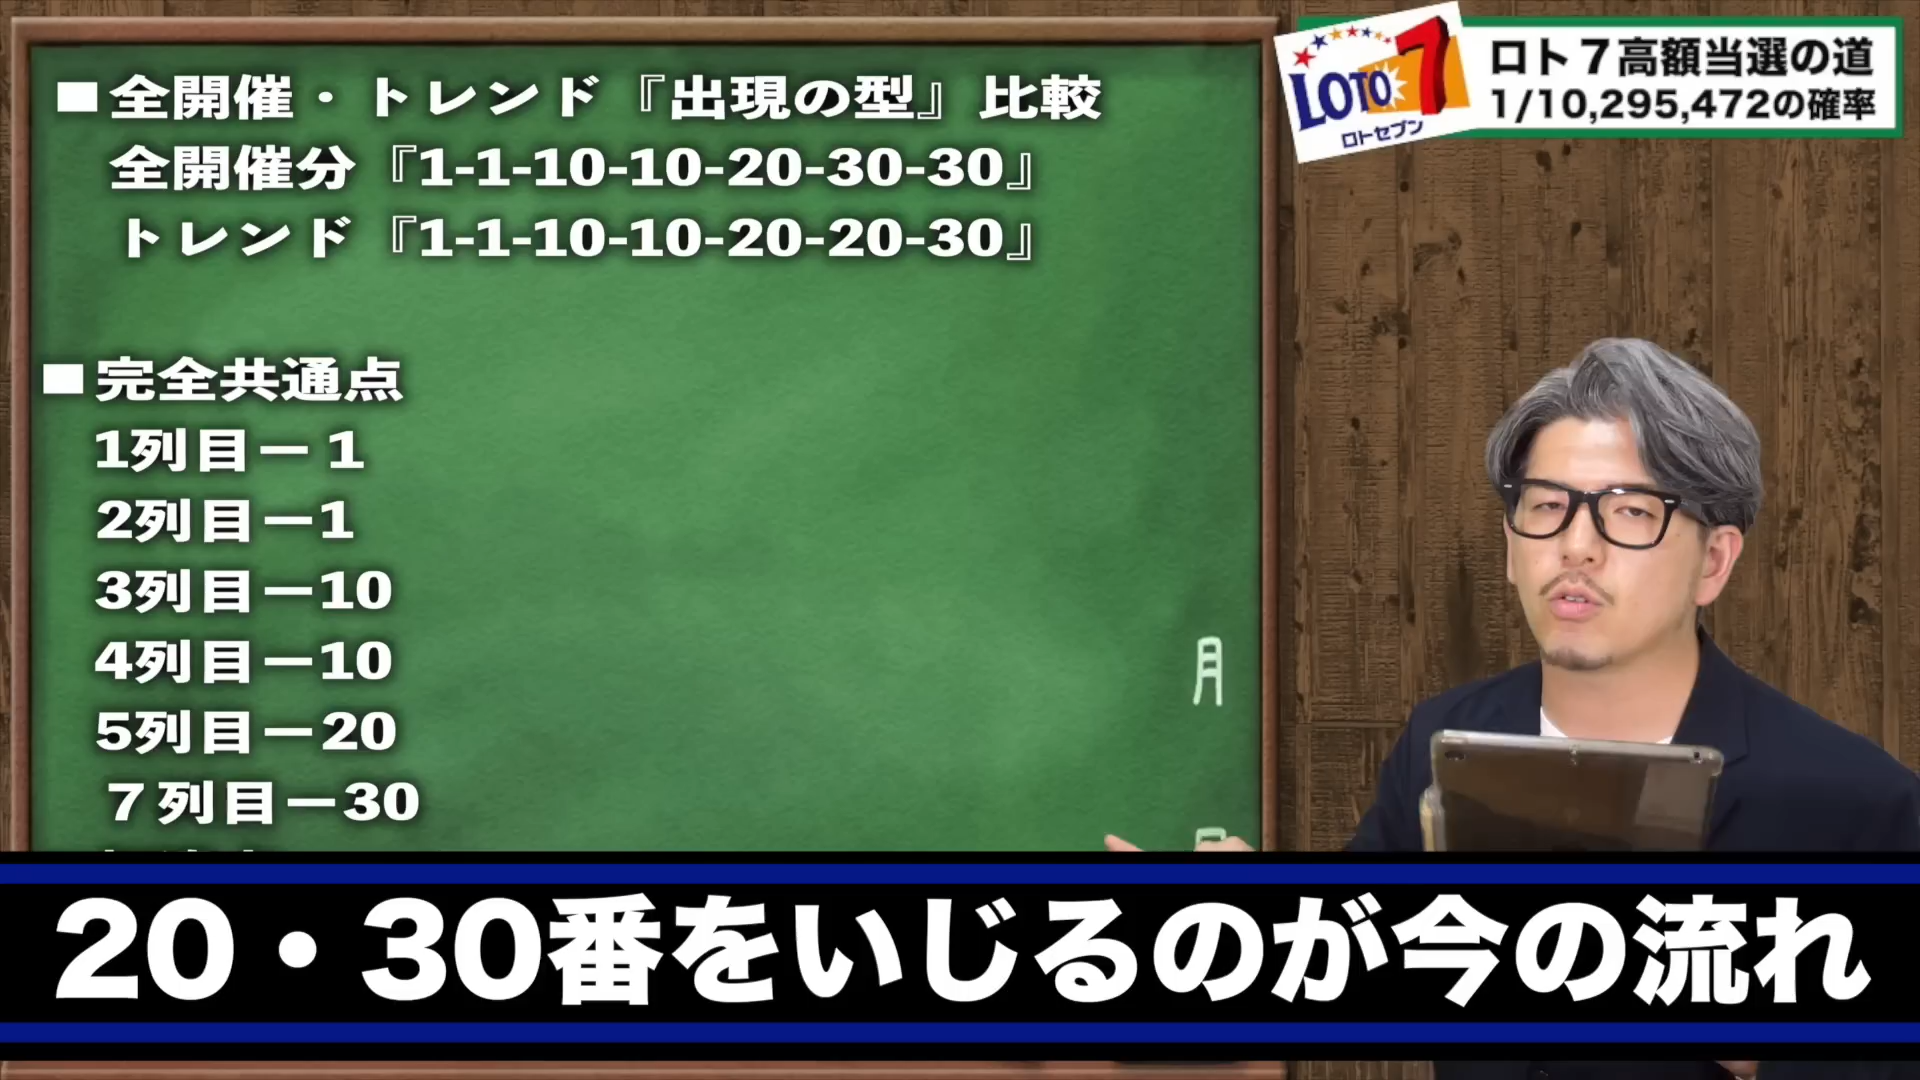 ■全開催・トレンド『出現の型』比較
全開催分『1-1-10-10-20-30-30』
トレンド『1-1-10-10-20-20-30』
■完全共通点
1列目ー1
2列目ー1
3列目ー10
4列目ー10
5列目ー20
7列目ー30
月
LOTO 7
ロトセブン
ロト7高額当選の道
1/10,295,472の確率
20・30番をいじるのが今の流れ